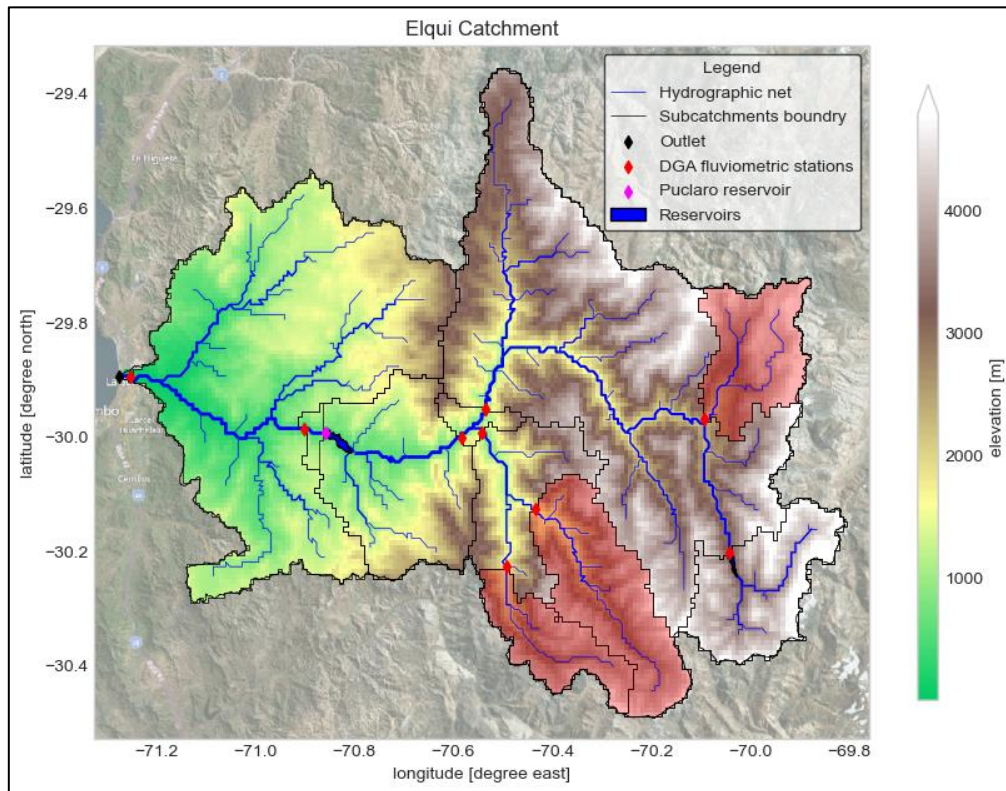 Elqui Catchment
Legend
Hydrographic net
Subcatchments boundry
Outlet
DGA fluviometric stations
Puclaro reservoir
Reservoirs
−29.4
−29.6
−29.8
−30.0
−30.2
−30.4
latitude [degree north]
−71.2
−71.0
−70.8
−70.6
−70.4
−70.2
−70.0
−69.8
longitude [degree east]
4000
3000
2000
1000
elevation [m]